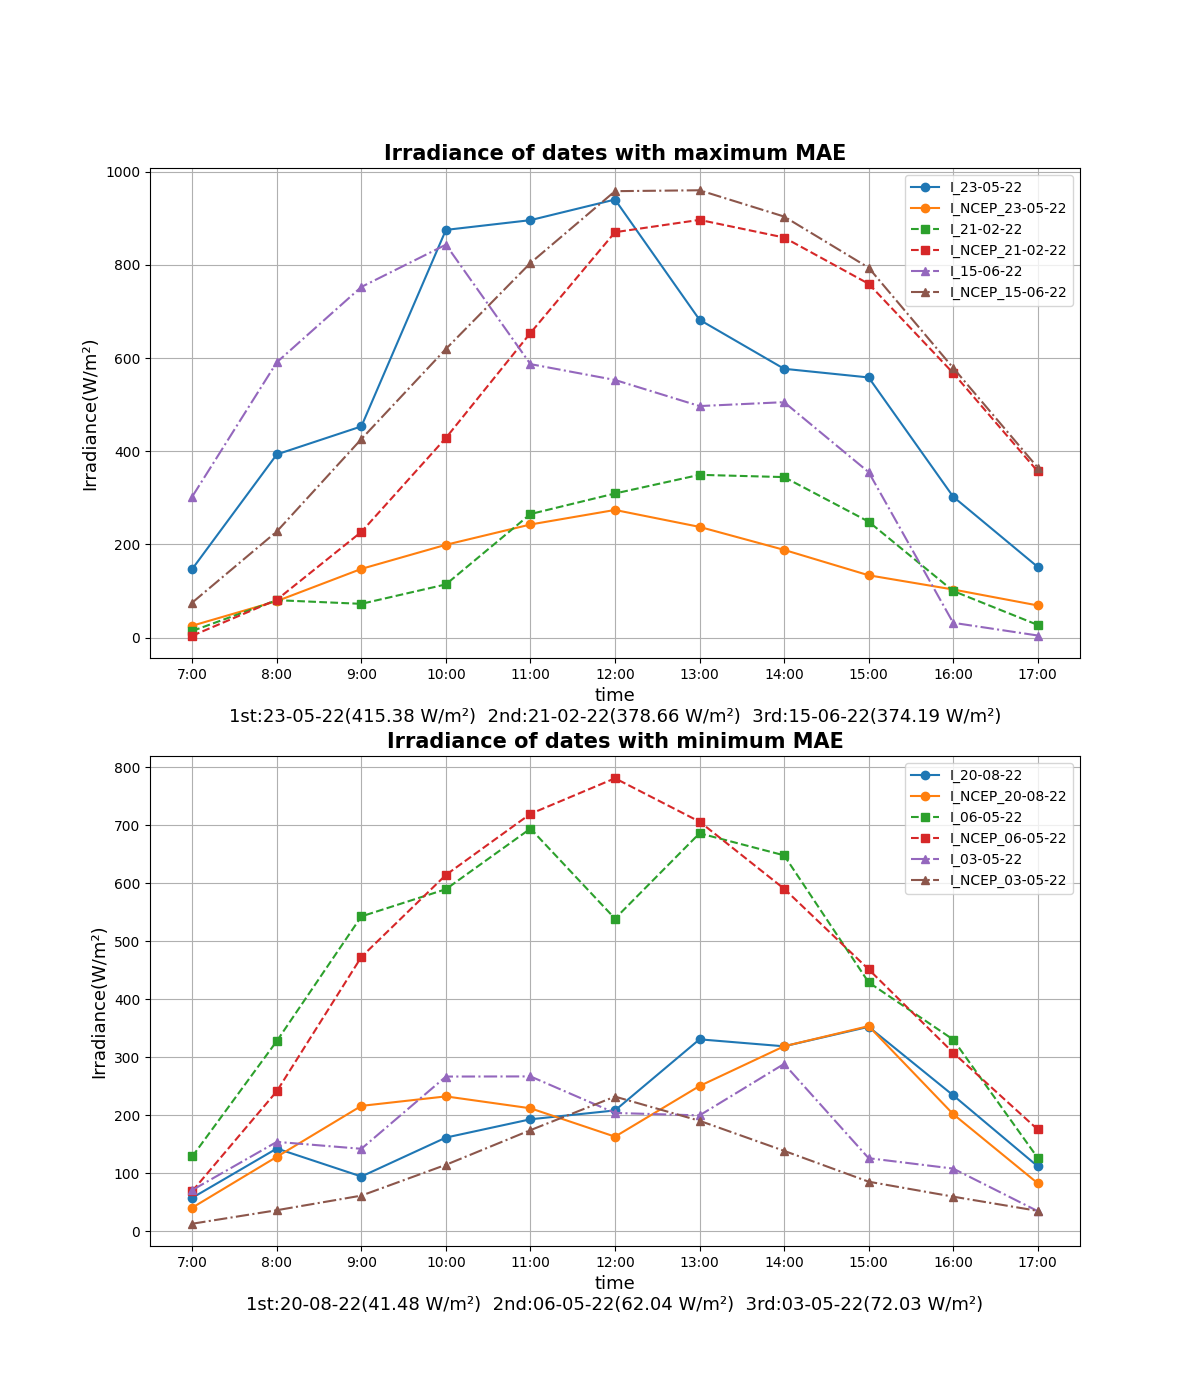 Irradiance of dates with maximum MAE
1000
800
600
400
200
0
Irradiance(W/m²)
I_23-05-22
I_NCEP_23-05-22
I_21-02-22
I_NCEP_21-02-22
I_15-06-22
I_NCEP_15-06-22
7:00 8:00 9:00 10:00 11:00 12:00 13:00 14:00 15:00 16:00 17:00
time
1st:23-05-22(415.38 W/m²) 2nd:21-02-22(378.66 W/m²) 3rd:15-06-22(374.19 W/m²)
Irradiance of dates with minimum MAE
800
700
600
500
400
300
200
100
0
Irradiance(W/m²)
I_20-08-22
I_NCEP_20-08-22
I_06-05-22
I_NCEP_06-05-22
I_03-05-22
I_NCEP_03-05-22
7:00 8:00 9:00 10:00 11:00 12:00 13:00 14:00 15:00 16:00 17:00
time
1st:20-08-22(41.48 W/m²) 2nd:06-05-22(62.04 W/m²) 3rd:03-05-22(72.03 W/m²)